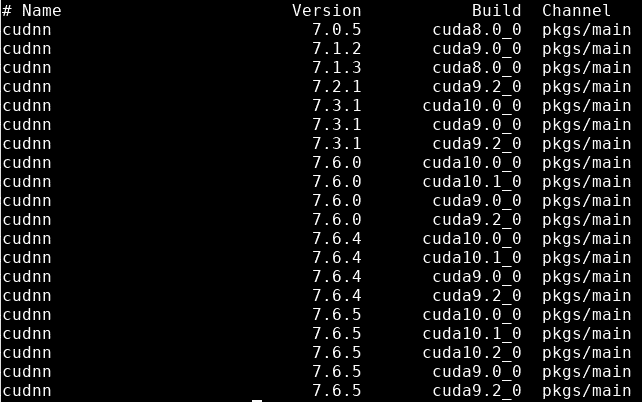 # Name Version Build Channel
cudnn 7.0.5 cuda8.0_0 pkgs/main
cudnn 7.1.2 cuda9.0_0 pkgs/main
cudnn 7.1.3 cuda8.0_0 pkgs/main
cudnn 7.2.1 cuda9.2_0 pkgs/main
cudnn 7.3.1 cuda10.0_0 pkgs/main
cudnn 7.3.1 cuda9.0_0 pkgs/main
cudnn 7.3.1 cuda9.2_0 pkgs/main
cudnn 7.6.0 cuda10.0_0 pkgs/main
cudnn 7.6.0 cuda10.1_0 pkgs/main
cudnn 7.6.0 cuda9.0_0 pkgs/main
cudnn 7.6.0 cuda9.2_0 pkgs/main
cudnn 7.6.4 cuda10.0_0 pkgs/main
cudnn 7.6.4 cuda10.1_0 pkgs/main
cudnn 7.6.4 cuda9.0_0 pkgs/main
cudnn 7.6.4 cuda9.2_0 pkgs/main
cudnn 7.6.5 cuda10.0_0 pkgs/main
cudnn 7.6.5 cuda10.1_0 pkgs/main
cudnn 7.6.5 cuda10.2_0 pkgs/main
cudnn 7.6.5 cuda9.0_0 pkgs/main
cudnn 7.6.5 cuda9.2_0 pkgs/main